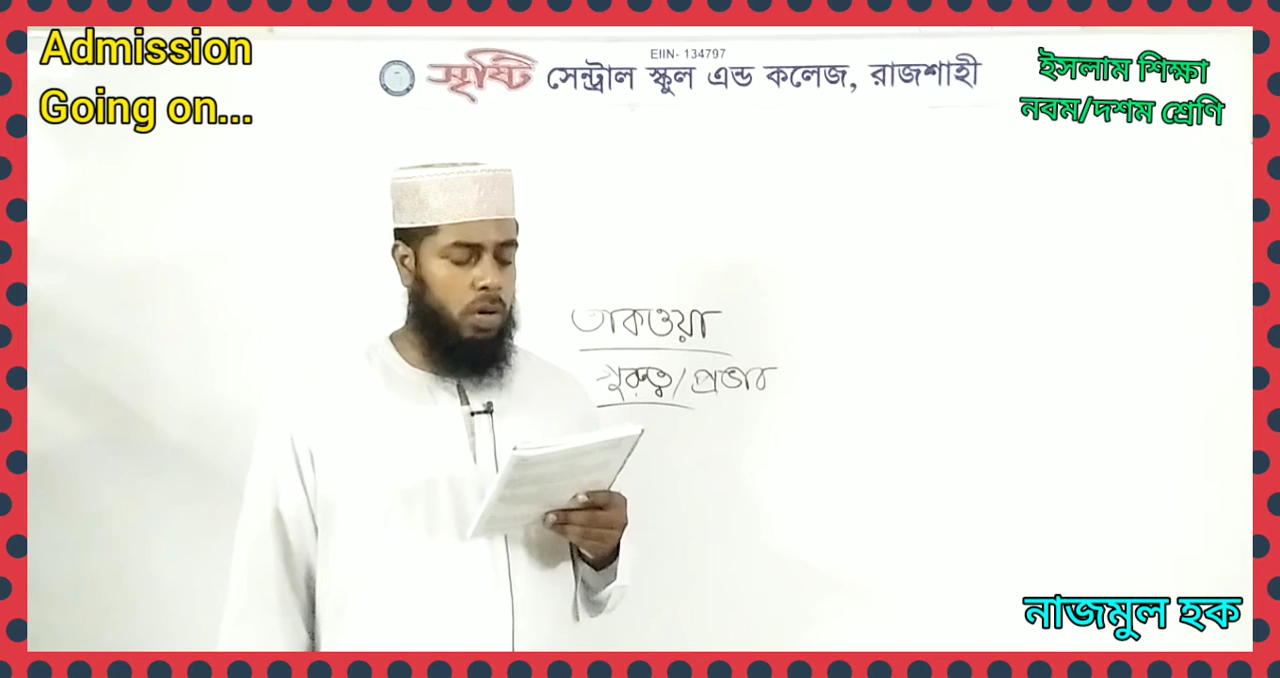 Admission
Going on...
EIIN- 134797
সৃষ্টি সেন্ট্রাল স্কুল এন্ড কলেজ, রাজশাহী
ইসলাম শিক্ষা
নবম/দশম শ্রেণি
তাকওয়া
গুরুত্ব/প্রভাব
নাজমুল হক